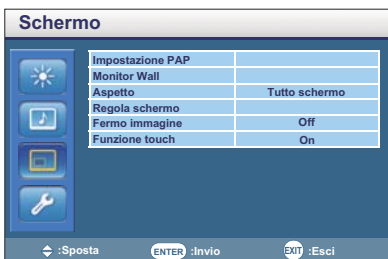 Schermo
Impostazione PAP
Monitor Wall
Aspetto Tutto schermo
Regola schermo
Fermo immagine Off
Funzione touch On
:Sposta ENTER :Invio EXIT :Esci